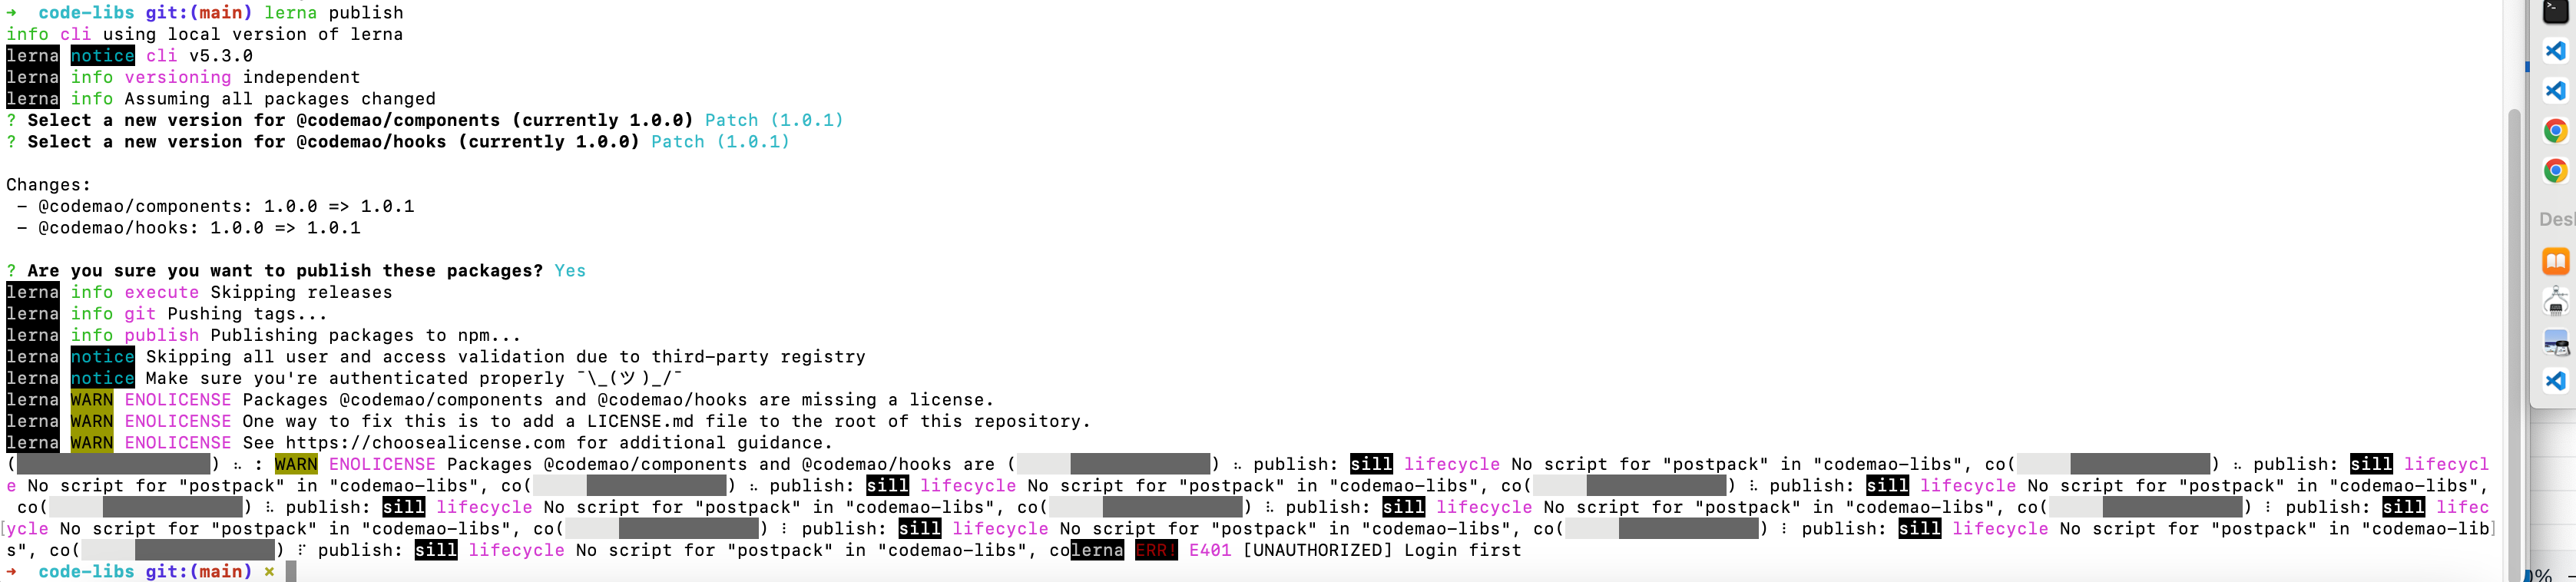 → code-libs git:(main) lerna publish
info cli using local version of lerna
lerna notice cli v5.3.0
lerna info versioning independent
lerna info Assuming all packages changed
? Select a new version for @codemao/components (currently 1.0.0) Patch (1.0.1)
? Select a new version for @codemao/hooks (currently 1.0.0) Patch (1.0.1)
Changes:
- @codemao/components: 1.0.0 => 1.0.1
- @codemao/hooks: 1.0.0 => 1.0.1
? Are you sure you want to publish these packages? Yes
lerna info execute Skipping releases
lerna info git Pushing tags...
lerna info publish Publishing packages to npm...
lerna notice Skipping all user and access validation due to third-party registry
lerna notice Make sure you're authenticated properly ¯\_(ツ)_/¯
lerna WARN ENOLICENSE Packages @codemao/components and @codemao/hooks are missing a license.
lerna WARN ENOLICENSE One way to fix this is to add a LICENSE.md file to the root of this repository.
lerna WARN ENOLICENSE See https://choosealicense.com for additional guidance.
( ) ⠦ : WARN ENOLICENSE Packages @codemao/components and @codemao/hooks are ( ) ⠦ publish: sill lifecycle No script for "postpack" in "codemao-libs", co( ) ⠦ publish: sill lifecycl
e No script for "postpack" in "codemao-libs", co( ) ⠦ publish: sill lifecycle No script for "postpack" in "codemao-libs", co( ) ⠧ publish: sill lifecycle No script for "postpack" in "codemao-libs",
co( ) ⠧ publish: sill lifecycle No script for "postpack" in "codemao-libs", co( ) ⠧ publish: sill lifecycle No script for "postpack" in "codemao-libs", co( ) ⠇ publish: sill lifec
ycle No script for "postpack" in "codemao-libs", co( ) ⠇ publish: sill lifecycle No script for "postpack" in "codemao-libs", co( ) ⠇ publish: sill lifecycle No script for "postpack" in "codemao-lib
s", co( ) ⠏ publish: sill lifecycle No script for "postpack" in "codemao-libs", colerna ERR! E401 [UNAUTHORIZED] Login first
→ code-libs git:(main) ×
Des